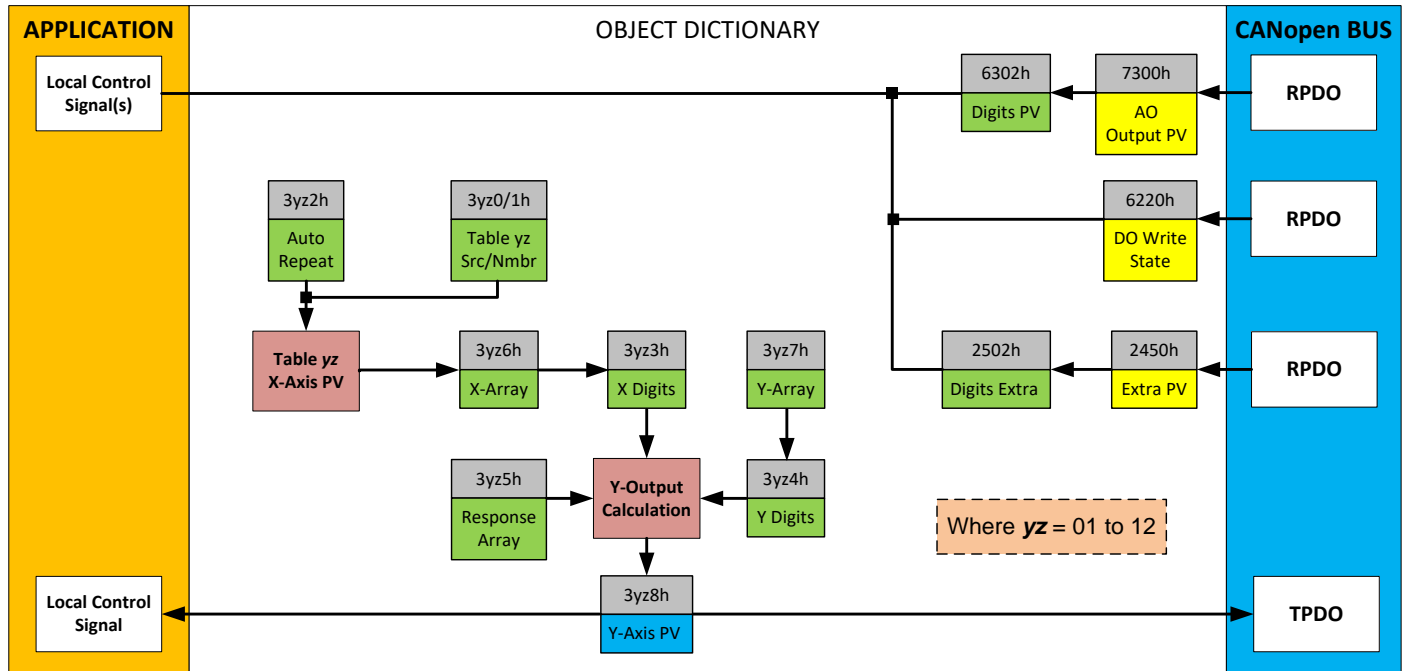 APPLICATION
OBJECT DICTIONARY
CANopen BUS
Local Control
Signal(s)
6302h
Digits PV
7300h
AO
Output PV
RPDO
3yz2h
Auto
Repeat
3yz0/1h
Table yz
Src/Nmbr
6220h
DO Write
State
RPDO
Table yz
X-Axis PV
3yz6h
X-Array
3yz3h
X Digits
3yz7h
Y-Array
2502h
Digits Extra
2450h
Extra PV
RPDO
3yz5h
Response
Array
Y-Output
Calculation
3yz4h
Y Digits
Where yz = 01 to 12
Local Control
Signal
3yz8h
Y-Axis PV
TPDO